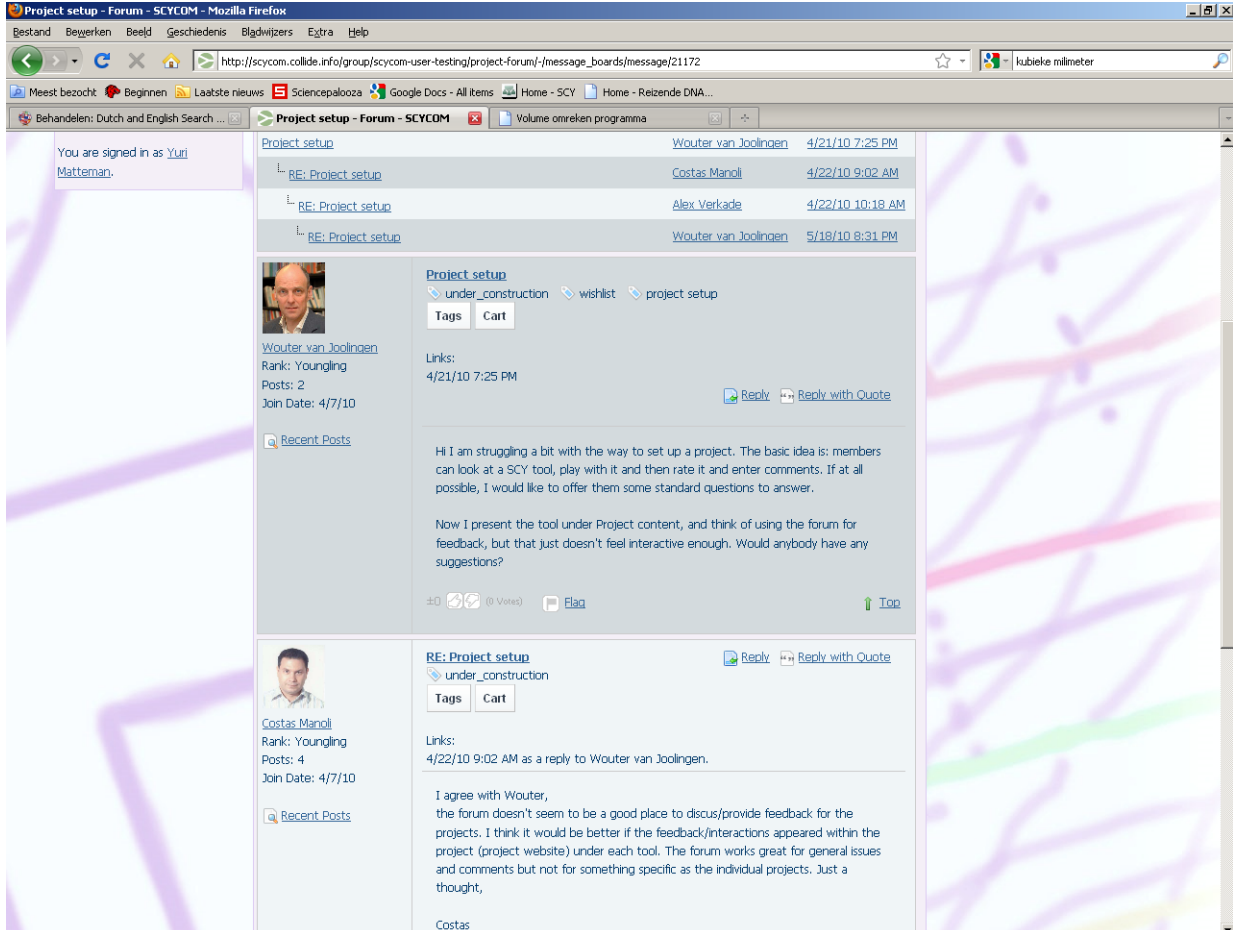 Project setup - Forum - SCYCOM - Mozilla Firefox
Bestand Bewerken Beeld Geschiedenis Bladwijzers Extra Help
http://scycom.collide.info/group/scycom-user-testing/project-forum/-/message_boards/message/21172 kubieke milimeter
Meest bezocht Beginnen Laatste nieuws Sciencepalooza Google Docs - All items Home - SCY Home - Reizende DNA...
Behandelen: Dutch and English Search ... Project setup - Forum - SCYCOM Volume omreken programma
You are signed in as Yuri
Matteman.
Project setup Wouter van Joolingen 4/21/10 7:25 PM
RE: Project setup Costas Manoli 4/22/10 9:02 AM
RE: Project setup Alex Verkade 4/22/10 10:18 AM
RE: Project setup Wouter van Joolingen 5/18/10 8:31 PM
Project setup
under_construction wishlist project setup
Tags Cart
Wouter van Joolingen
Rank: Youngling
Posts: 2
Join Date: 4/7/10
Recent Posts
Links:
4/21/10 7:25 PM
Reply Reply with Quote
Hi I am struggling a bit with the way to set up a project. The basic idea is: members
can look at a SCY tool, play with it and then rate it and enter comments. If at all
possible, I would like to offer them some standard questions to answer.
Now I present the tool under Project content, and think of using the forum for
feedback, but that just doesn't feel interactive enough. Would anybody have any
suggestions?
±0 (0 Votes) Flag Top
RE: Project setup Reply Reply with Quote
under_construction
Tags Cart
Costas Manoli
Rank: Youngling
Posts: 4
Join Date: 4/7/10
Recent Posts
Links:
4/22/10 9:02 AM as a reply to Wouter van Joolingen.
I agree with Wouter,
the forum doesn't seem to be a good place to discus/provide feedback for the
projects. I think it would be better if the feedback/interactions appeared within the
project (project website) under each tool. The forum works great for general issues
and comments but not for something specific as the individual projects. Just a
thought,
Costas